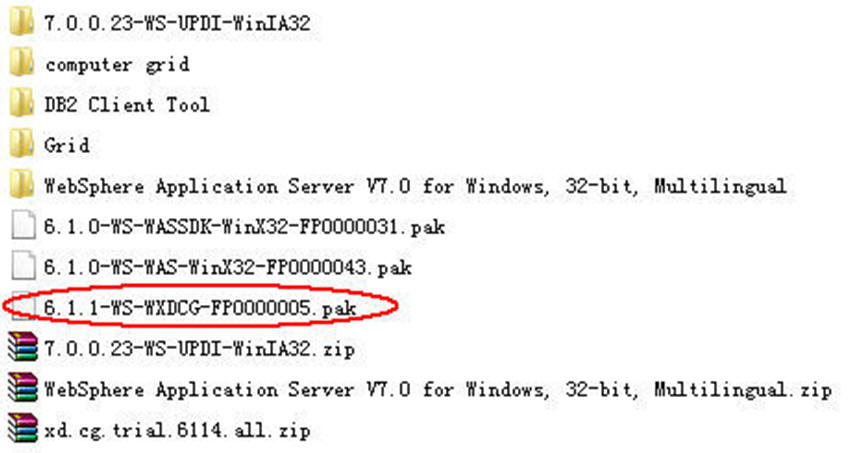 7.0.0.23-WS-UPDI-WinIA32
computer grid
DB2 Client Tool
Grid
WebSphere Application Server V7.0 for Windows, 32-bit, Multilingual
6.1.0-WS-WASSDK-WinX32-FP0000031.pak
6.1.0-WS-WAS-WinX32-FP0000043.pak
6.1.1-WS-WXDCG-FP0000005.pak
7.0.0.23-WS-UPDI-WinIA32.zip
WebSphere Application Server V7.0 for Windows, 32-bit, Multilingual.zip
xd.cg.trial.6114.all.zip